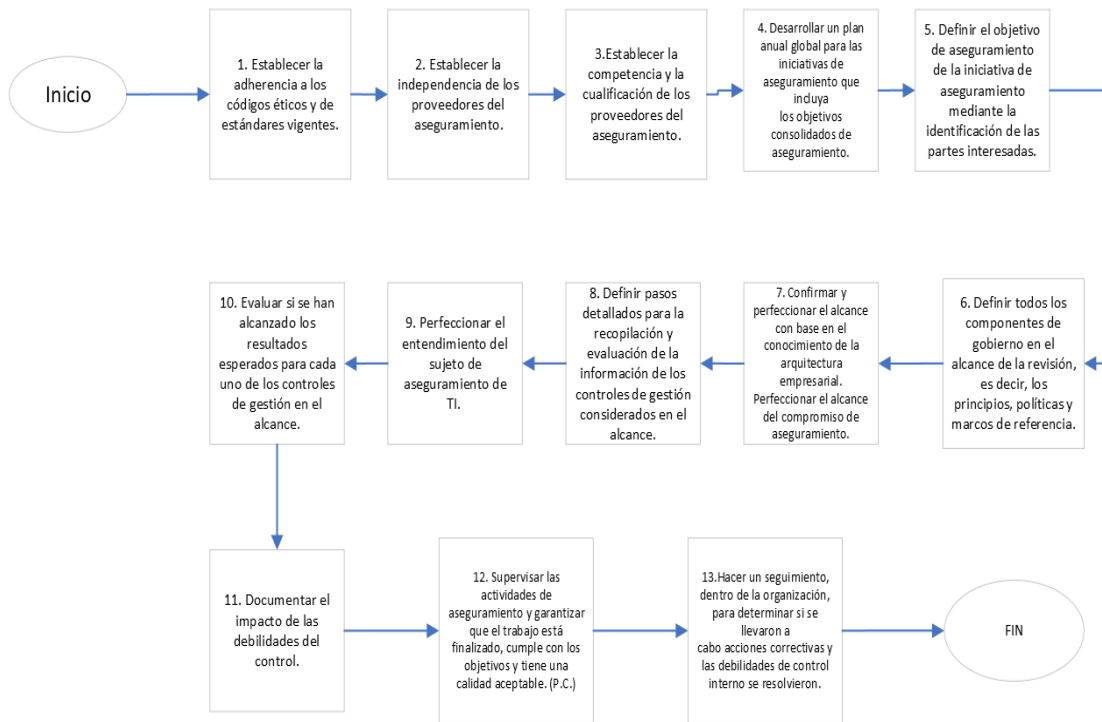 Inicio
1. Establecer la
adherencia a los
códigos éticos y de
estándares vigentes.
2. Establecer la
independencia de los
proveedores del
aseguramiento.
3.Establecer la
competencia y la
cualificación de los
proveedores del
aseguramiento.
4. Desarrollar un plan
anual global para las
iniciativas de
aseguramiento que
incluya
los objetivos
consolidados de
aseguramiento.
5. Definir el objetivo
de aseguramiento
de la iniciativa de
aseguramiento
mediante la
identificación de las
partes interesadas.
6. Definir todos los
componentes de
gobierno en el
alcance de la revisión,
es decir, los
principios, políticas y
marcos de referencia.
7. Confirmar y
perfeccionar el alcance
con base en el
conocimiento de la
arquitectura
empresarial.
Perfeccionar el alcance
del compromiso de
aseguramiento.
8. Definir pasos
detallados para la
recopilación y
evaluación de la
información de los
controles de gestión
considerados en el
alcance.
9. Perfeccionar el
entendimiento del
sujeto de
aseguramiento de
TI.
10. Evaluar si se han
alcanzado los
resultados
esperados para cada
uno de los controles
de gestión en el
alcance.
11. Documentar el
impacto de las
debilidades del
control.
12. Supervisar las
actividades de
aseguramiento y garantizar
que el trabajo está
finalizado, cumple con los
objetivos y tiene una
calidad aceptable. (P.C.)
13.Hacer un seguimiento,
dentro de la organización,
para determinar si se
llevaron a
cabo acciones correctivas y
las debilidades de control
interno se resolvieron.
FIN